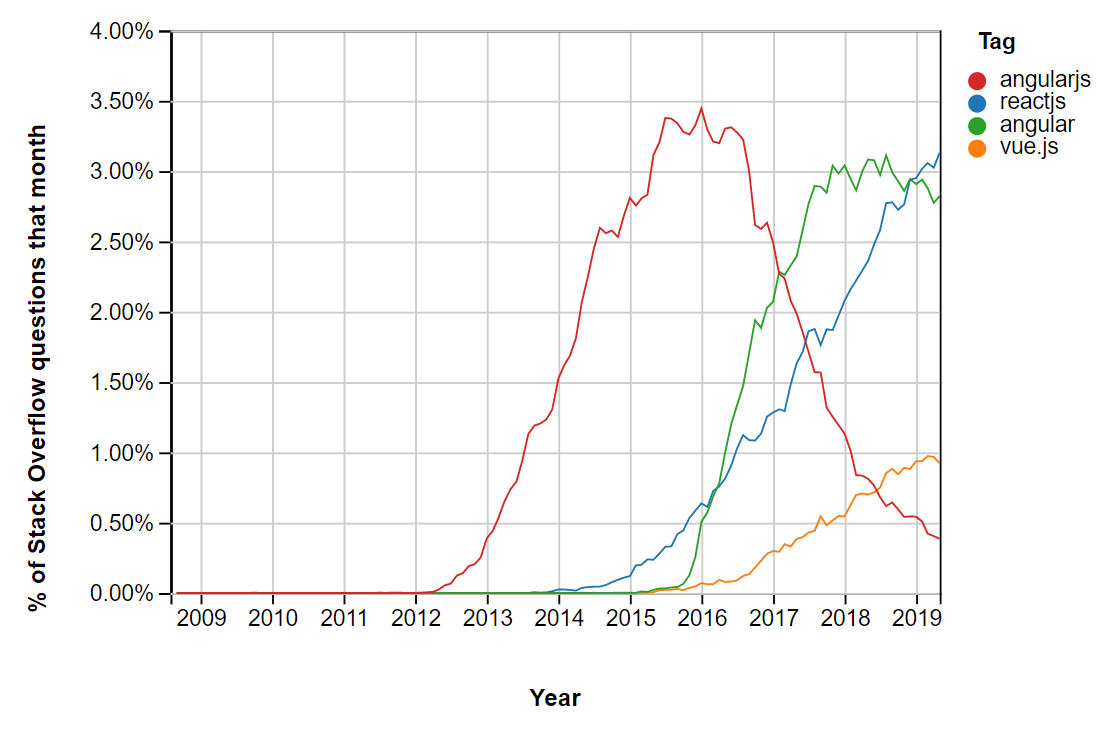 % of Stack Overflow questions that month
4.00%
3.50%
3.00%
2.50%
2.00%
1.50%
1.00%
0.50%
0.00%
2009 2010 2011 2012 2013 2014 2015 2016 2017 2018 2019
Year
Tag
angularjs
reactjs
angular
vue.js